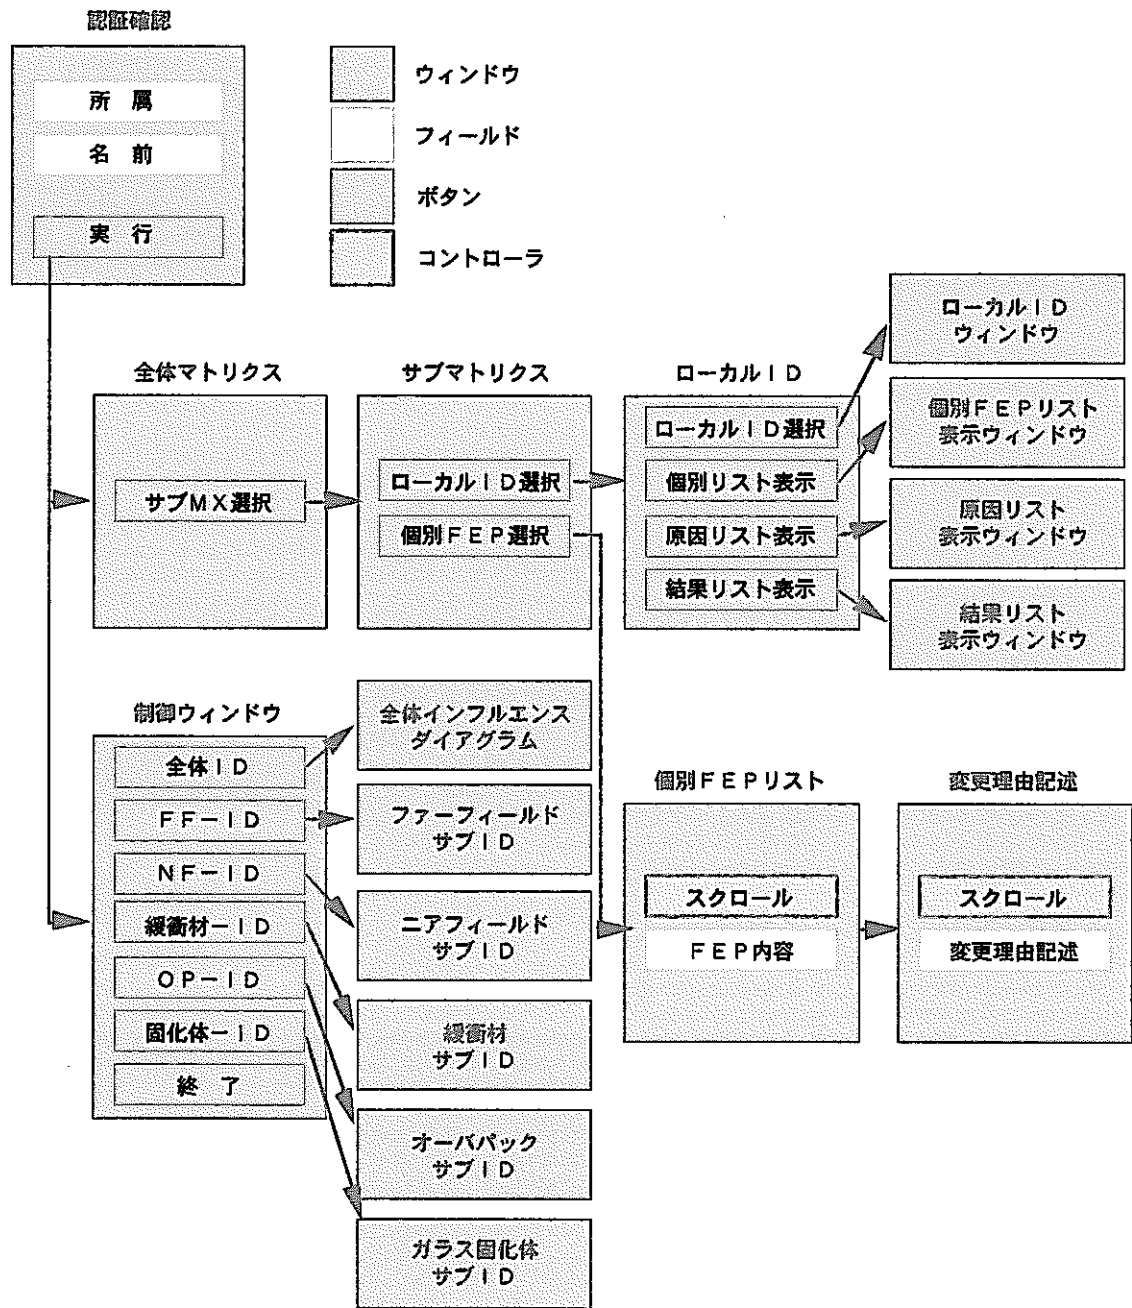 認証確認
所　属
名　前
実　行
ウィンドウ
フィールド
ボタン
コントローラ
全体マトリクス
サブＭＸ選択
サブマトリクス
ローカルＩＤ選択
個別ＦＥＰ選択
ローカルＩＤ
ローカルＩＤ選択
個別リスト表示
原因リスト表示
結果リスト表示
ローカルＩＤ
ウィンドウ
個別ＦＥＰリスト
表示ウィンドウ
原因リスト
表示ウィンドウ
結果リスト
表示ウィンドウ
制御ウィンドウ
全体ＩＤ
ＦＦ－ＩＤ
ＮＦ－ＩＤ
緩衝材－ＩＤ
ＯＰ－ＩＤ
固化体－ＩＤ
終　了
全体インフルエンス
ダイアグラム
ファーフィールド
サブＩＤ
ニアフィールド
サブＩＤ
緩衝材
サブＩＤ
オーバパック
サブＩＤ
ガラス固化体
サブＩＤ
個別ＦＥＰリスト
スクロール
ＦＥＰ内容
変更理由記述
スクロール
変更理由記述